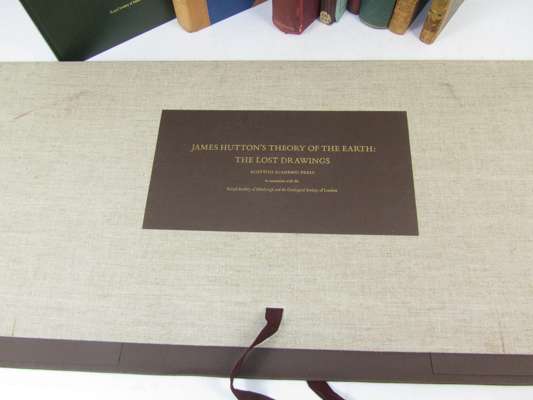 JAMES HUTTON'S THEORY OF THE EARTH:
THE LOST DRAWINGS
SCOTTISH ACADEMIC PRESS
in association with the
Royal Society of Edinburgh and the Geological Society of London